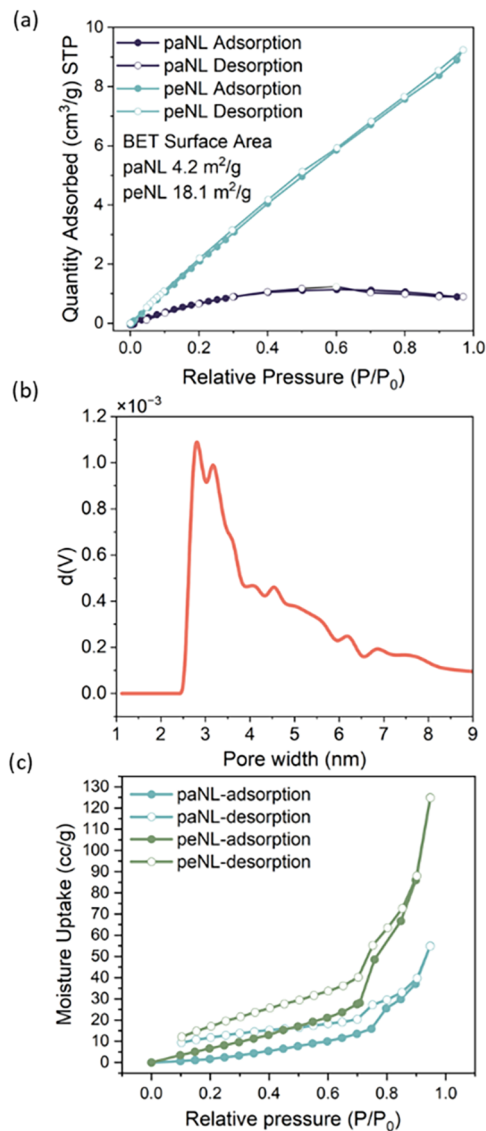 (a)
10
8
6
4
2
0
Quantity Adsorbed (cm³/g) STP
paNL Adsorption
paNL Desorption
peNL Adsorption
peNL Desorption
BET Surface Area
paNL 4.2 m²/g
peNL 18.1 m²/g
0.0 0.2 0.4 0.6 0.8 1.0
Relative Pressure (P/P₀)
(b)
×10⁻³
1.2
1.0
0.8
0.6
0.4
0.2
0.0
d(V)
1 2 3 4 5 6 7 8 9
Pore width (nm)
(c)
130
120
110
100
90
80
70
60
50
40
30
20
10
0
Moisture Uptake (cc/g)
paNL-adsorption
paNL-desorption
peNL-adsorption
peNL-desorption
0.0 0.2 0.4 0.6 0.8 1.0
Relative pressure (P/P₀)